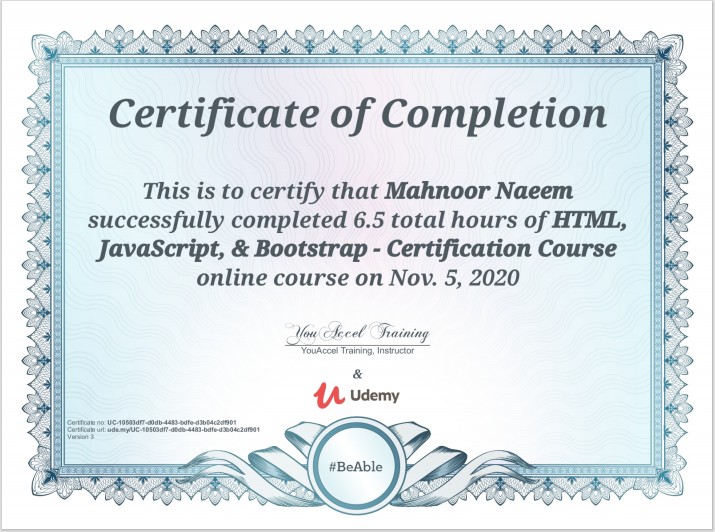 Certificate of Completion
This is to certify that Mahnoor Naeem
successfully completed 6.5 total hours of HTML,
JavaScript, & Bootstrap - Certification Course
online course on Nov. 5, 2020
YouAccel Training
YouAccel Training, Instructor
&
Udemy
Certificate no: UC-10503df7-d0db-4483-bdfe-d3b04c2df901
Certificate url: ude.my/UC-10503df7-d0db-4483-bdfe-d3b04c2df901
Version 3
#BeAble